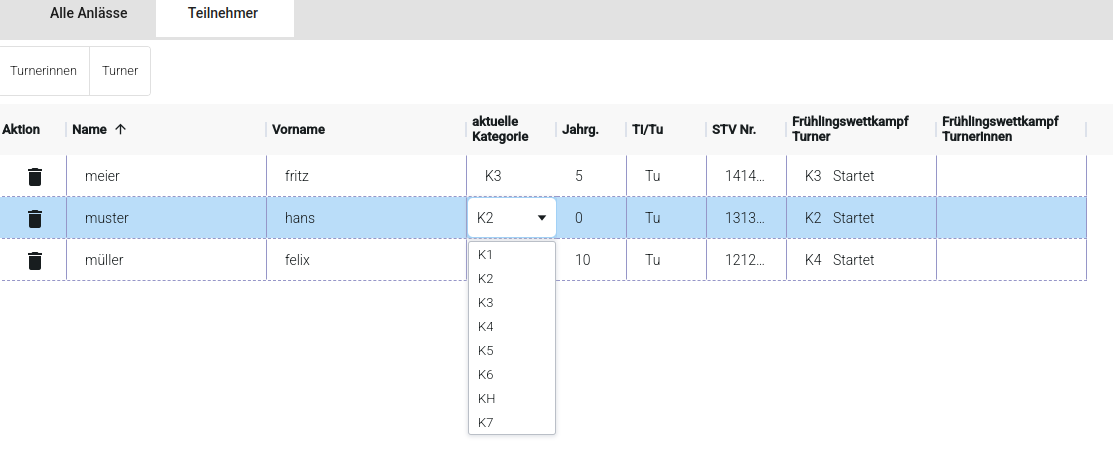 Alle Anlässe Teilnehmer
Turnerinnen Turner
Aktion Name Vorname aktuelle Kategorie Jahrg. TI/Tu STV Nr. Frühlingswettkampf Turner Frühlingswettkampf TurnerInnen
meier fritz K3 5 Tu 1414... K3 Startet
muster hans K2 0 Tu 1313... K2 Startet
müller felix 10 Tu 1212... K4 Startet
K1
K2
K3
K4
K5
K6
KH
K7